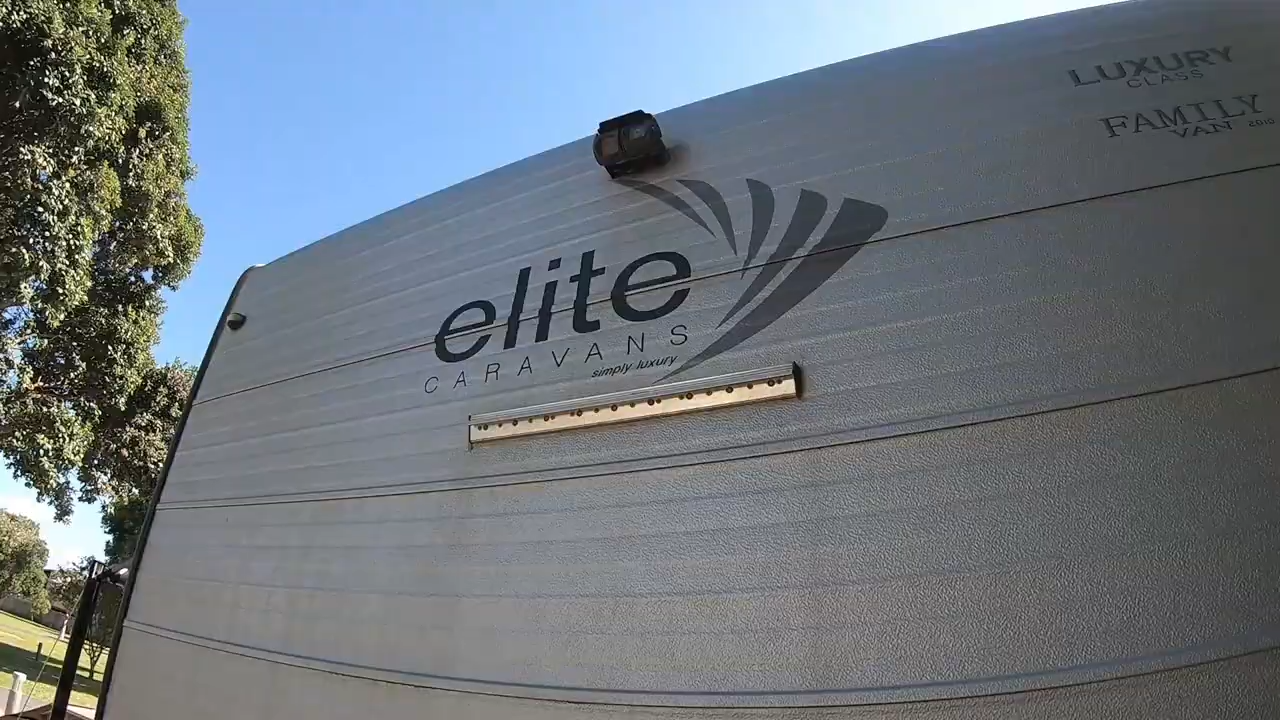 LUXURY
CLASS
FAMILY
VAN 2010
elite
CARAVANS
simply luxury